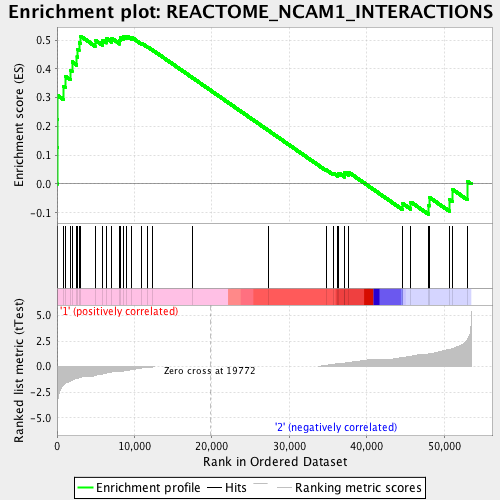 Enrichment plot: REACTOME_NCAM1_INTERACTIONS
Enrichment score (ES)
0.5
0.4
0.3
0.2
0.1
0.0
-0.1
'1' (positively correlated)
Ranked list metric (tTest)
5.0
2.5
0.0
-2.5
-5.0
Zero cross at 19772
'2' (negatively correlated)
0 10,000 20,000 30,000 40,000 50,000
Rank in Ordered Dataset
Enrichment profile Hits Ranking metric scores